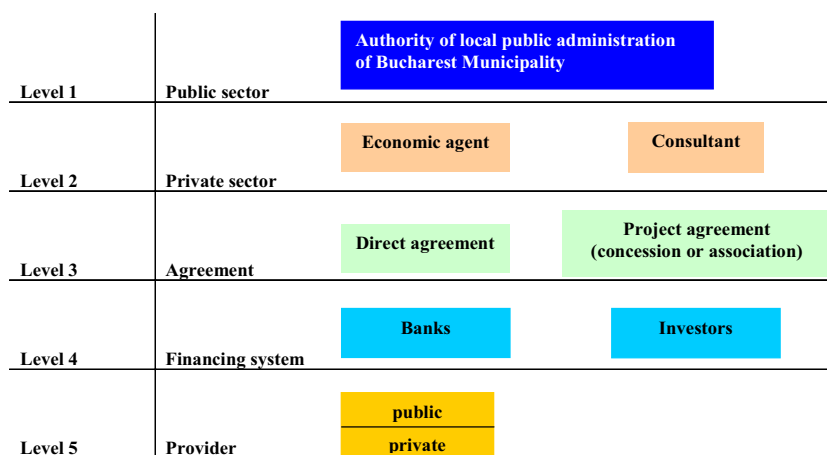 Authority of local public administration
of Bucharest Municipality
Level 1 Public sector
Economic agent Consultant
Level 2 Private sector
Direct agreement Project agreement
(concession or association)
Level 3 Agreement
Banks Investors
Level 4 Financing system
public
private
Level 5 Provider